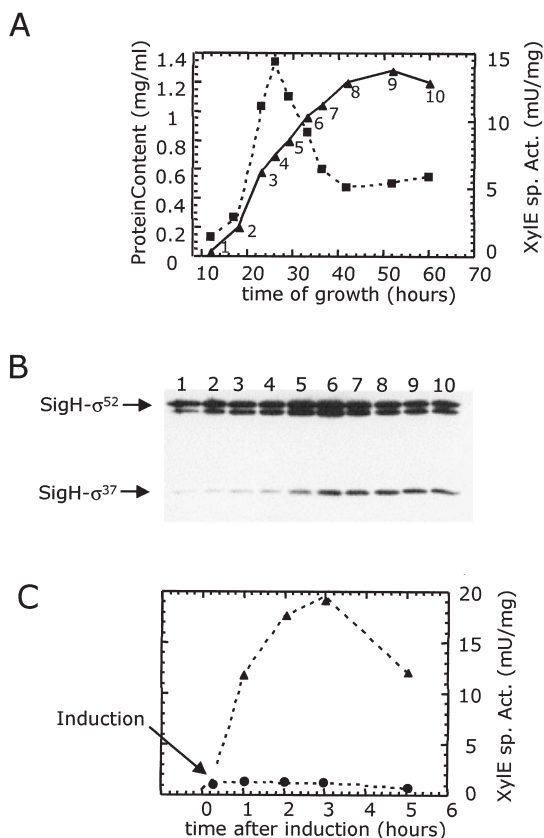 A
ProteinContent (mg/ml)
1.4
1.2
1
0.8
0.6
0.4
0.2
0
1
2
3
4
5
6
7
8
9
10
15
10
5
0
XylE sp. Act. (mU/mg)
10 20 30 40 50 60 70
time of growth (hours)
B
1 2 3 4 5 6 7 8 9 10
SigH-σ⁵²
SigH-σ³⁷
C
20
15
10
5
0
XylE sp. Act. (mU/mg)
Induction
0 1 2 3 4 5 6
time after induction (hours)